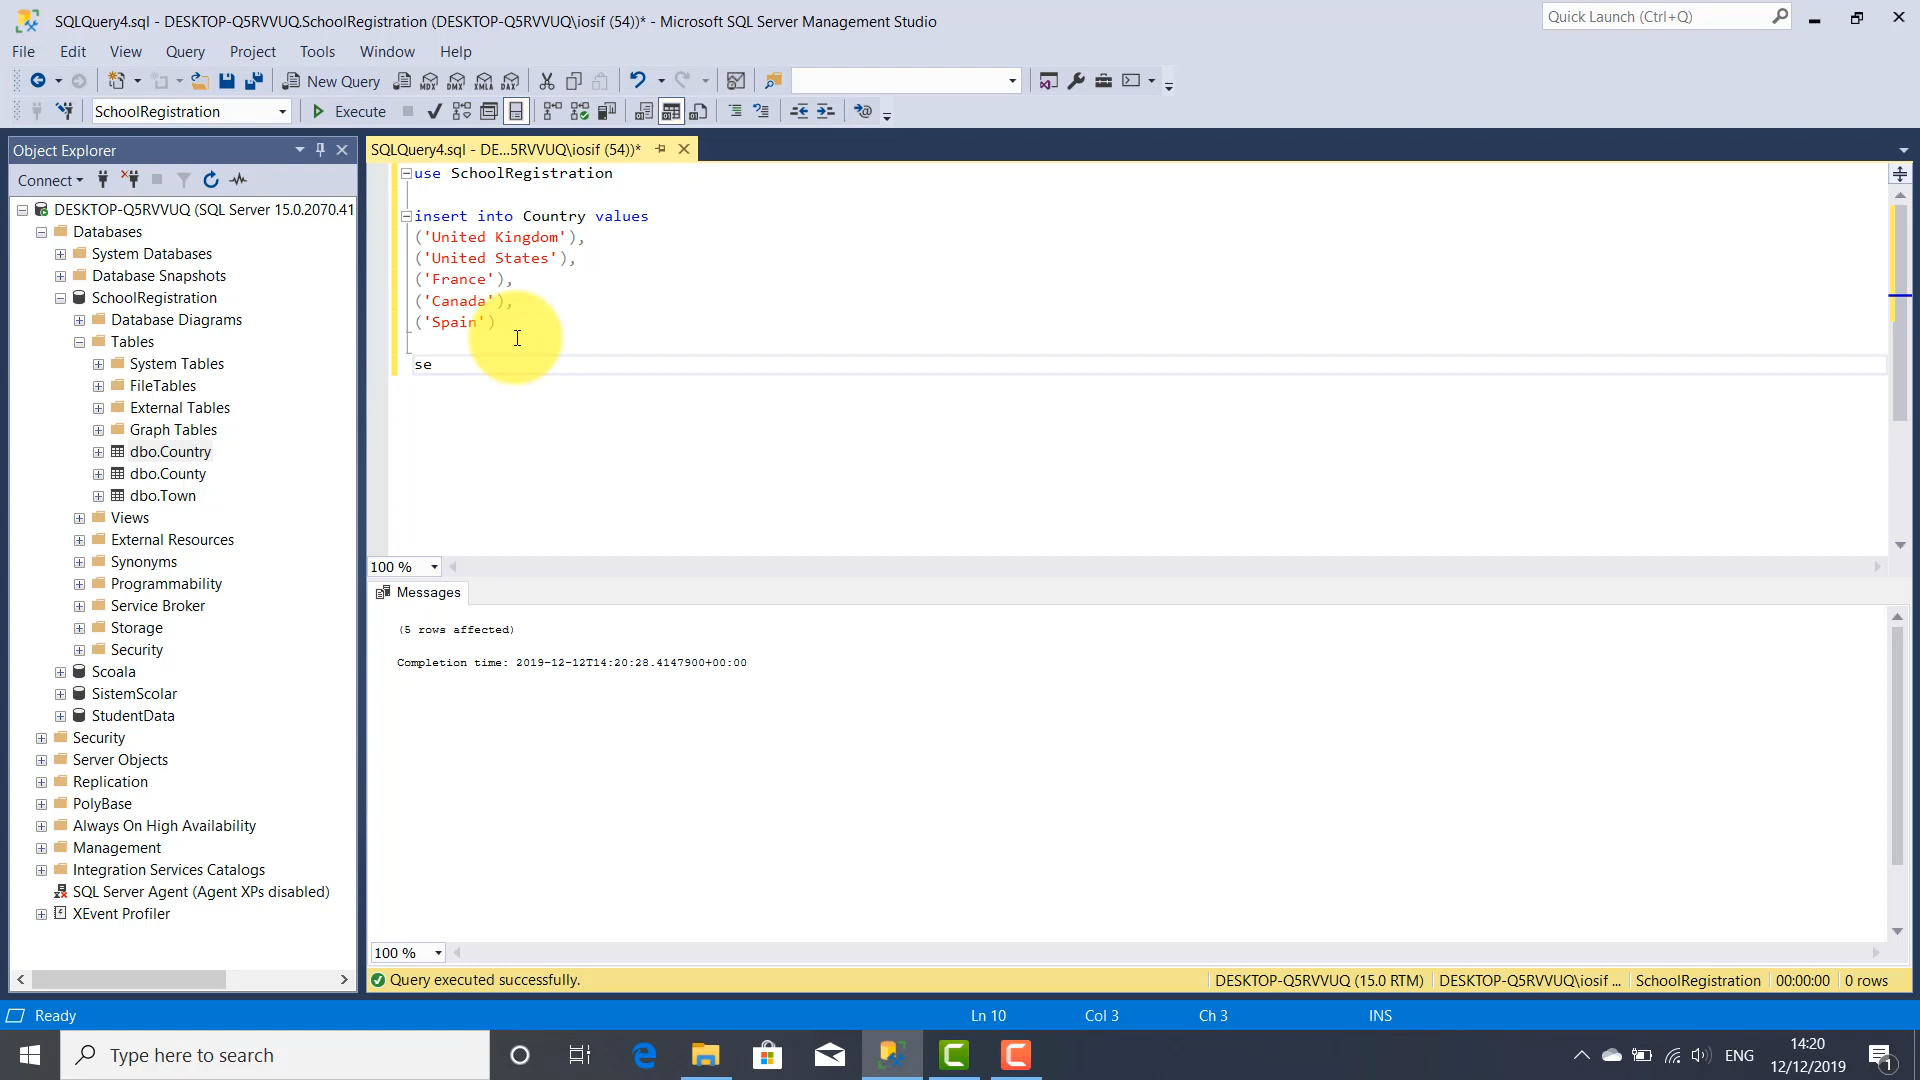 SQLQuery4.sql - DESKTOP-Q5RVVUQ.SchoolRegistration (DESKTOP-Q5RVVUQ\iosif (54))* - Microsoft SQL Server Management Studio
Quick Launch (Ctrl+Q)
File Edit View Query Project Tools Window Help
New Query MDX DMX XMLA DAX
SchoolRegistration Execute
Object Explorer
SQLQuery4.sql - DE...5RVVUQ\iosif (54))*
Connect
DESKTOP-Q5RVVUQ (SQL Server 15.0.2070.41
Databases
System Databases
Database Snapshots
SchoolRegistration
Database Diagrams
Tables
System Tables
FileTables
External Tables
Graph Tables
dbo.Country
dbo.County
dbo.Town
Views
External Resources
Synonyms
Programmability
Service Broker
Storage
Security
Scoala
SistemScolar
StudentData
Security
Server Objects
Replication
PolyBase
Always On High Availability
Management
Integration Services Catalogs
SQL Server Agent (Agent XPs disabled)
XEvent Profiler
use SchoolRegistration
insert into Country values
('United Kingdom'),
('United States'),
('France'),
('Canada'),
('Spain')
se
100 %
Messages
(5 rows affected)
Completion time: 2019-12-12T14:20:28.4147900+00:00
100 %
Query executed successfully.
DESKTOP-Q5RVVUQ (15.0 RTM) DESKTOP-Q5RVVUQ\iosif ... SchoolRegistration 00:00:00 0 rows
Ready Ln 10 Col 3 Ch 3 INS
Type here to search
ENG
14:20
12/12/2019
1